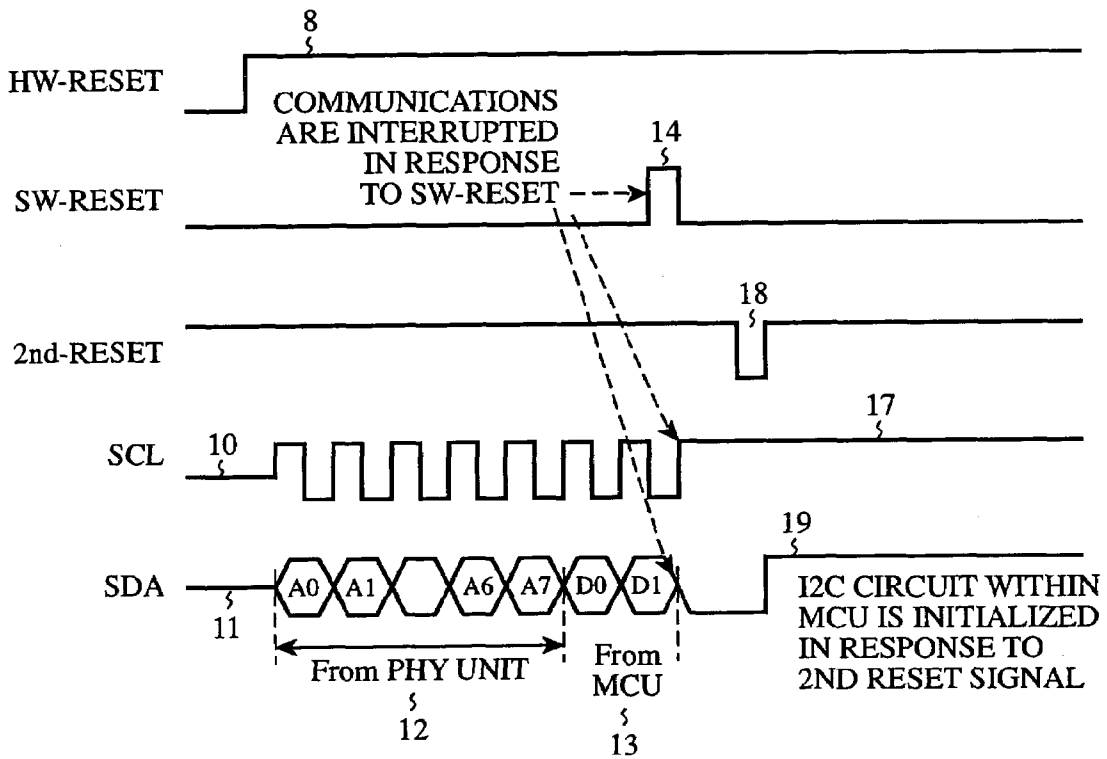 8
HW-RESET
COMMUNICATIONS
ARE INTERRUPTED
IN RESPONSE
TO SW-RESET
14
SW-RESET
18
2nd-RESET
17
10
SCL
19
SDA
A0 A1 A6 A7 D0 D1
11
I2C CIRCUIT WITHIN
MCU IS INITIALIZED
IN RESPONSE TO
2ND RESET SIGNAL
From PHY UNIT
12
From
MCU
13